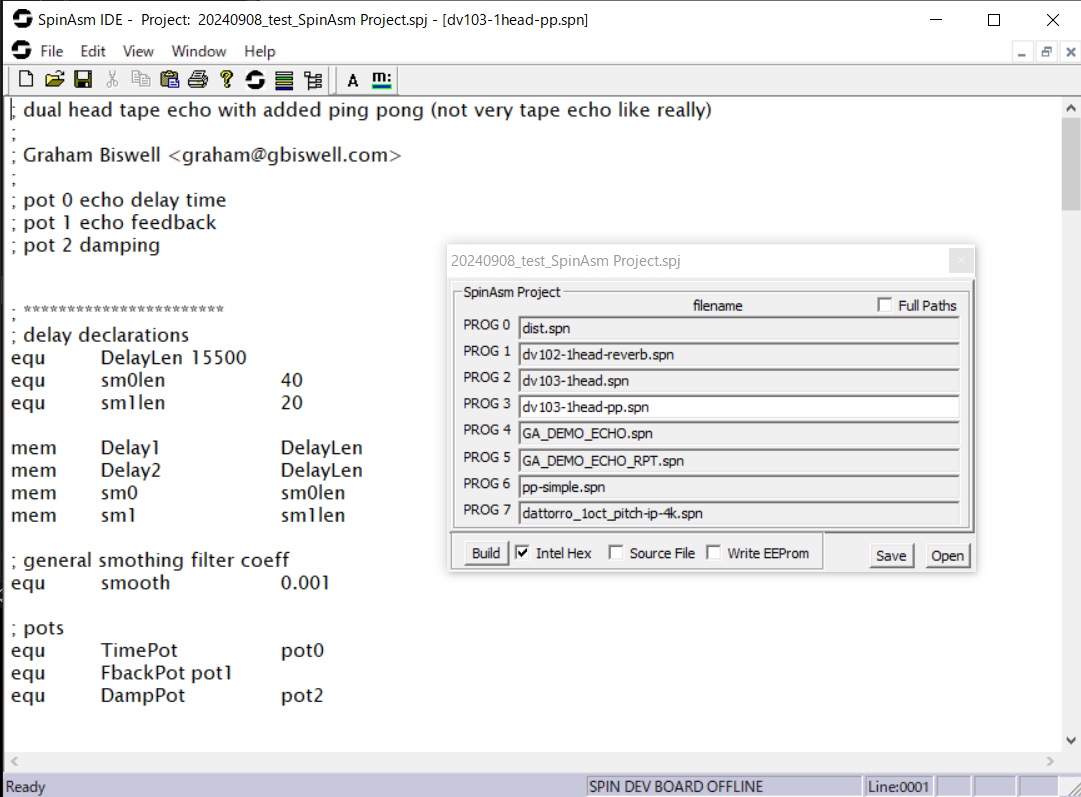 SpinAsm IDE - Project: 20240908_test_SpinAsm Project.spj - [dv103-1head-pp.spn]
File Edit View Window Help
A m:
; dual head tape echo with added ping pong (not very tape echo like really)
;
; Graham Biswell <graham@gbiswell.com>
;
; pot 0 echo delay time
; pot 1 echo feedback
; pot 2 damping
; ***********************
; delay declarations
equ DelayLen 15500
equ sm0len 40
equ sm1len 20
mem Delay1 DelayLen
mem Delay2 DelayLen
mem sm0 sm0len
mem sm1 sm1len
; general smothing filter coeff
equ smooth 0.001
; pots
equ TimePot pot0
equ FbackPot pot1
equ DampPot pot2
20240908_test_SpinAsm Project.spj
SpinAsm Project
filename Full Paths
PROG 0 dist.spn
PROG 1 dv102-1head-reverb.spn
PROG 2 dv103-1head.spn
PROG 3 dv103-1head-pp.spn
PROG 4 GA_DEMO_ECHO.spn
PROG 5 GA_DEMO_ECHO_RPT.spn
PROG 6 pp-simple.spn
PROG 7 dattorro_1oct_pitch-ip-4k.spn
Build Intel Hex Source File Write EEProm Save Open
Ready SPIN DEV BOARD OFFLINE Line:0001